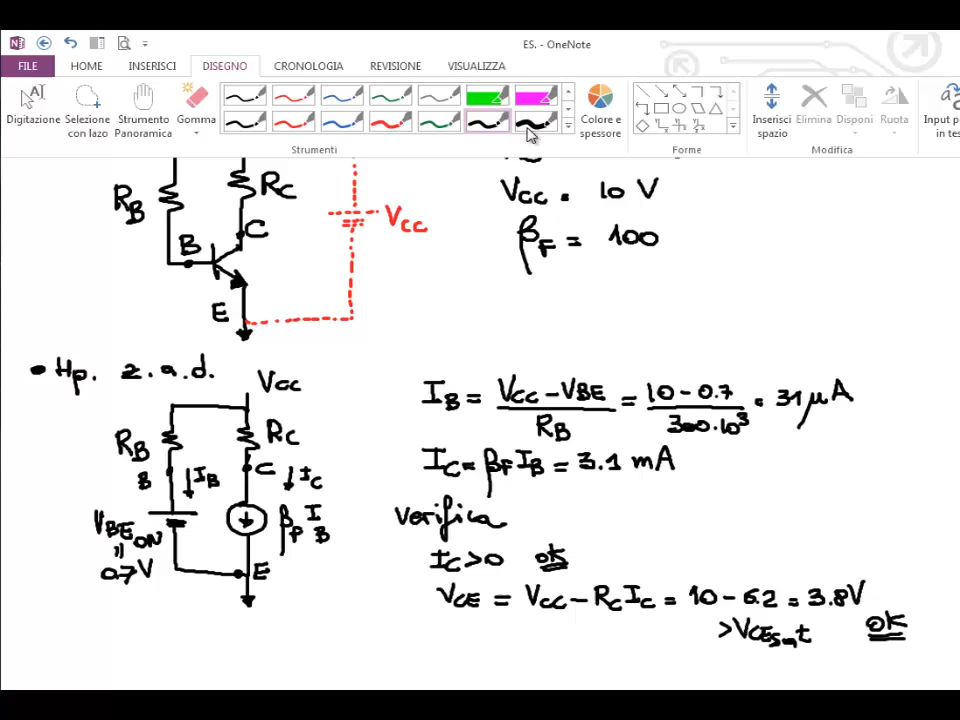 ES. - OneNote
FILE HOME INSERISCI DISEGNO CRONOLOGIA REVISIONE VISUALIZZA
Digitazione
Selezione con lazo
Strumento Panoramica
Gomma
Colore e spessore
Inserisci spazio
Elimina
Disponi
Ruota
Input p
in test
Strumenti
Forme
Modifica
RB
RC
VCC
B
C
E
VCC = 10 V
βF = 100
• Hp. z.a.d.
VCC
RB
RC
B
IB
C
IC
VBE ON
"
0.7V
βF IB
E
IB = VCC - VBE / RB = 10 - 0.7 / 300·10³ = 31 μA
IC = βF IB = 3.1 mA
Verifica
IC > 0 OK
VCE = VCC - RC IC = 10 - 6.2 = 3.8V
> VCESat OK